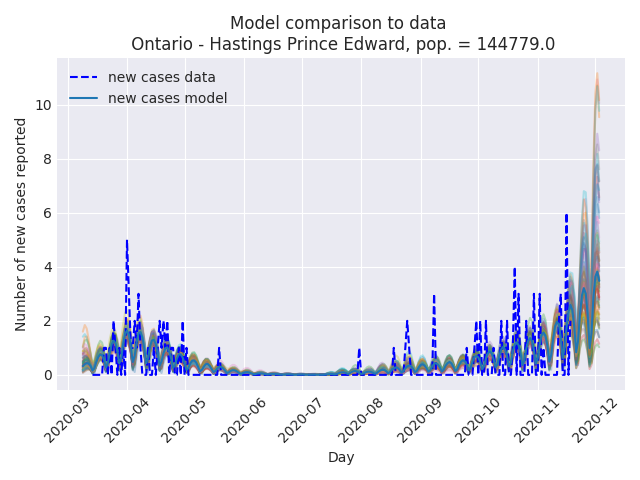 Model comparison to data
Ontario - Hastings Prince Edward, pop. = 144779.0
new cases data
new cases model
Number of new cases reported
10
8
6
4
2
0
2020-03
2020-04
2020-05
2020-06
2020-07
2020-08
2020-09
2020-10
2020-11
2020-12
Day